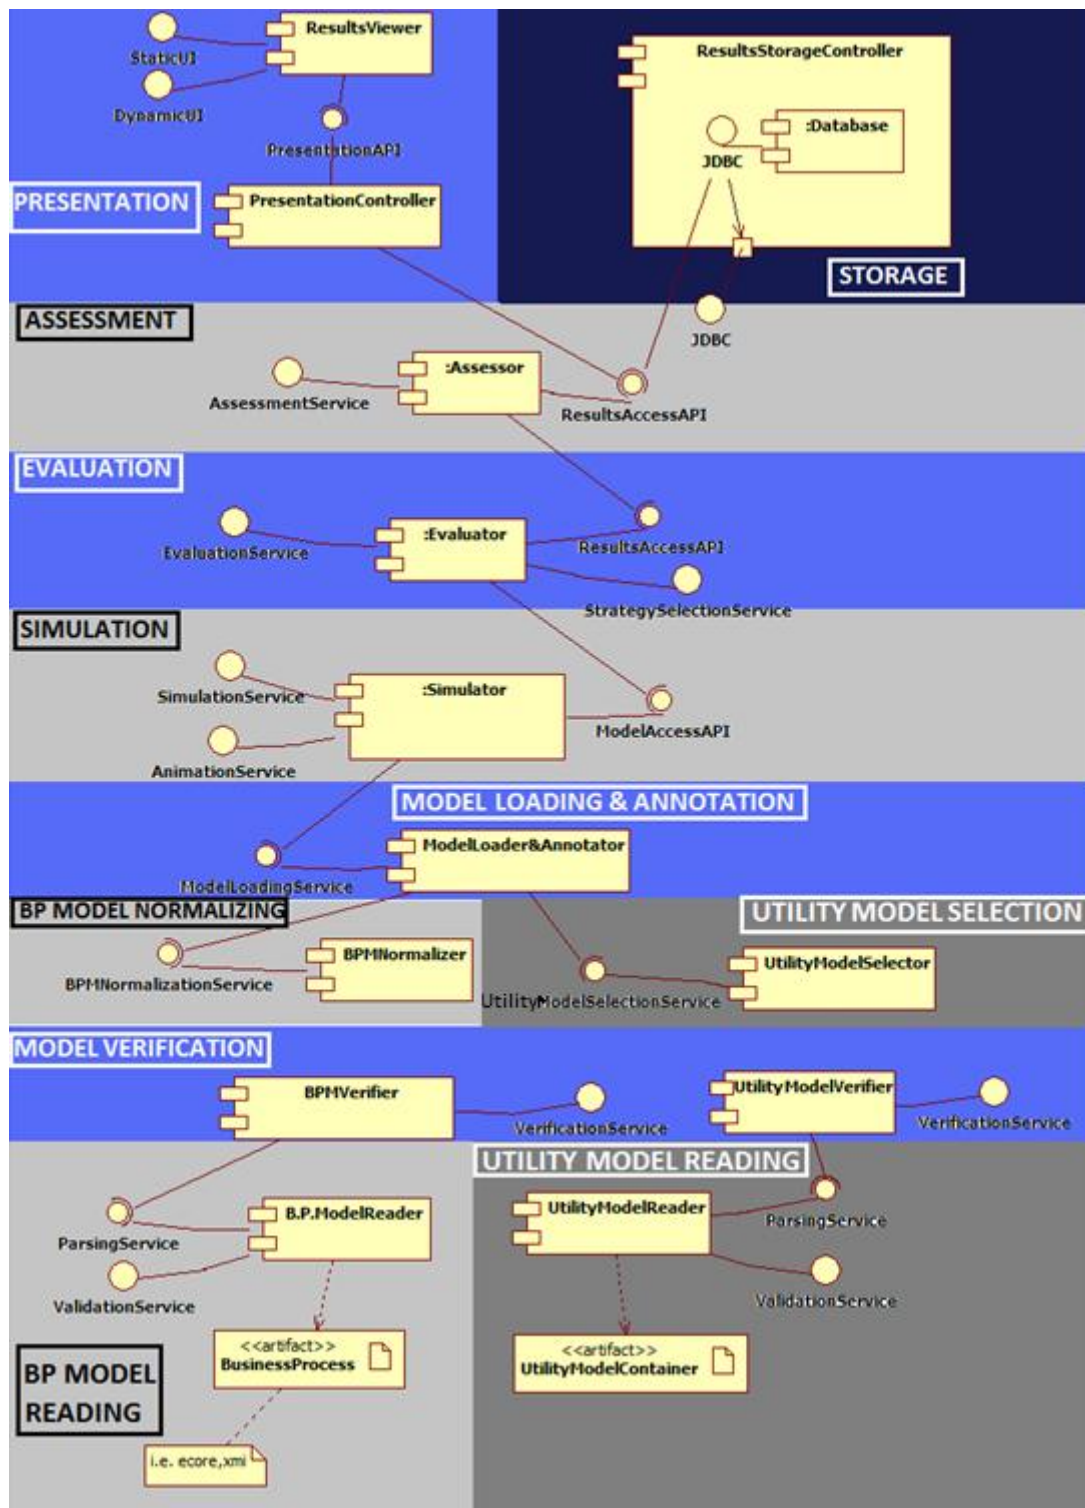 ResultsViewer
StaticUI
DynamicUI
PresentationAPI
PRESENTATION
PresentationController
ResultsStorageController
:Database
JDBC
STORAGE
JDBC
ASSESSMENT
:Assessor
AssessmentService
ResultsAccessAPI
EVALUATION
:Evaluator
EvaluationService
ResultsAccessAPI
StrategySelectionService
SIMULATION
:Simulator
SimulationService
ModelAccessAPI
AnimationService
MODEL LOADING & ANNOTATION
ModelLoader&Annotator
ModelLoadingService
BP MODEL NORMALIZING
UTILITY MODEL SELECTION
BPMNormalizer
BPMNormalizationService
UtilityModelSelector
UtilityModelSelectionService
MODEL VERIFICATION
BPMVerifier
VerificationService
UtilityModelVerifier
VerificationService
UTILITY MODEL READING
B.P.ModelReader
ParsingService
ValidationService
UtilityModelReader
ParsingService
ValidationService
<<artifact>>
BusinessProcess
<<artifact>>
UtilityModelContainer
BP MODEL
READING
i.e. ecore,xmi